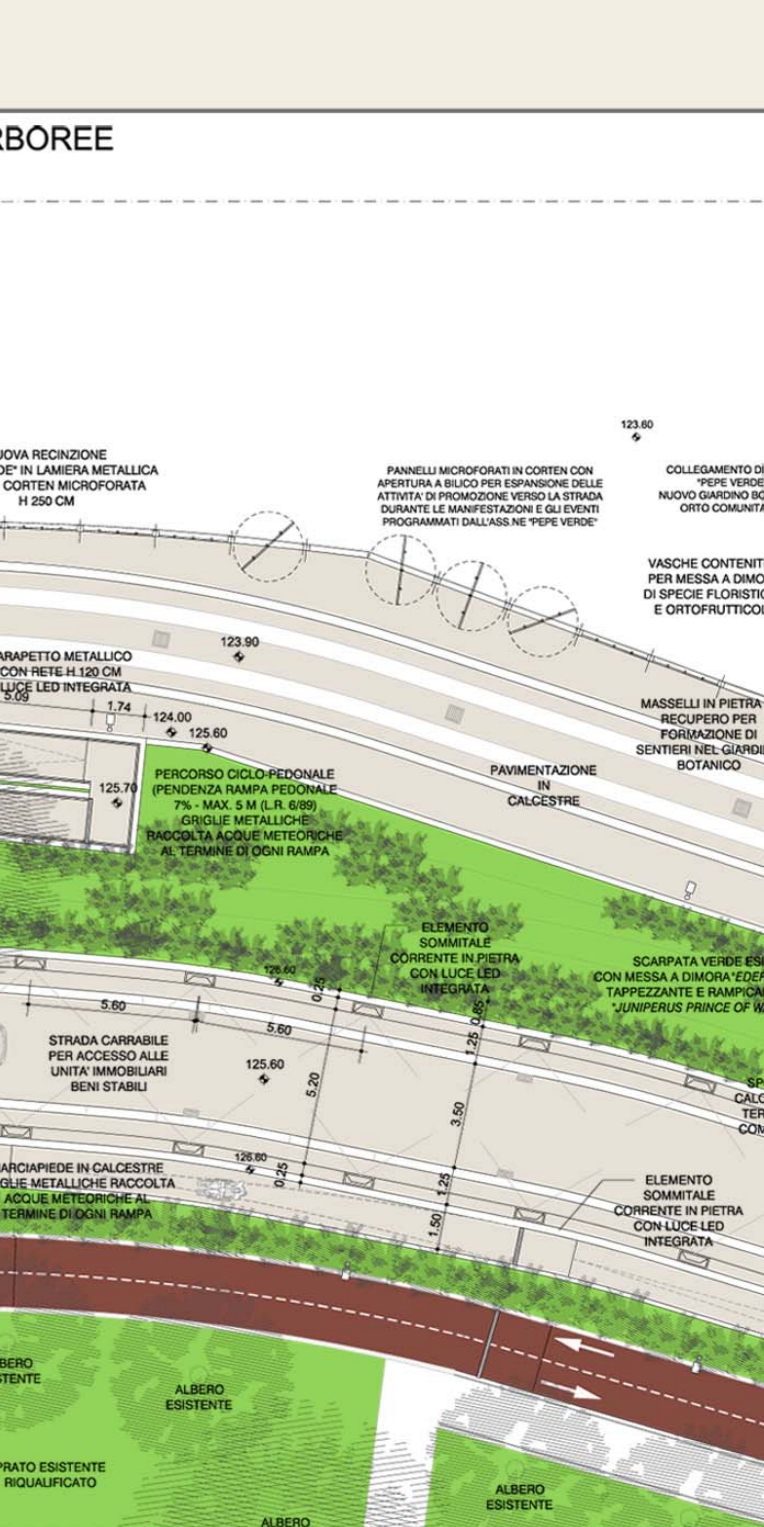 RBOREE
123.60
UOVA RECINZIONE
DE" IN LAMIERA METALLICA
CORTEN MICROFORATA
H 250 CM
PANNELLI MICROFORATI IN CORTEN CON
APERTURA A BILICO PER ESPANSIONE DELLE
ATTIVITA' DI PROMOZIONE VERSO LA STRADA
DURANTE LE MANIFESTAZIONI E GLI EVENTI
PROGRAMMATI DALL'ASS.NE "PEPE VERDE"
COLLEGAMENTO DI
"PEPE VERDE
NUOVO GIARDINO BO
ORTO COMUNITA
VASCHE CONTENIT
PER MESSA A DIMO
DI SPECIE FLORISTIC
E ORTOFRUTTICOL
123.90
ARAPETTO METALLICO
CON RETE H 120 CM
LUCE LED INTEGRATA
5.09
1.74
124.00
125.60
MASSELLI IN PIETRA
RECUPERO PER
FORMAZIONE DI
SENTIERI NEL GIARDI
BOTANICO
PAVIMENTAZIONE
IN
CALCESTRE
125.70
PERCORSO CICLO-PEDONALE
(PENDENZA RAMPA PEDONALE
7% - MAX. 5 M (L.R. 6/89)
GRIGLIE METALLICHE
RACCOLTA ACQUE METEORICHE
AL TERMINE DI OGNI RAMPA
ELEMENTO
SOMMITALE
CORRENTE IN PIETRA
CON LUCE LED
INTEGRATA
SCARPATA VERDE ESI
CON MESSA A DIMORA "EDER
TAPPEZZANTE E RAMPICA
"JUNIPERUS PRINCE OF W
126.60
0.25
0.85
5.60
5.60
1.25
STRADA CARRABILE
PER ACCESSO ALLE
UNITA' IMMOBILIARI
BENI STABILI
125.60
5.20
3.50
SP
CALC
TER
COM
126.60
0.25
1.25
1.50
ARCIAPIEDE IN CALCESTRE
GLIE METALLICHE RACCOLTA
ACQUE METEORICHE AL
TERMINE DI OGNI RAMPA
ELEMENTO
SOMMITALE
CORRENTE IN PIETRA
CON LUCE LED
INTEGRATA
BERO
STENTE
ALBERO
ESISTENTE
PRATO ESISTENTE
RIQUALIFICATO
ALBERO
ESISTENTE
ALBERO